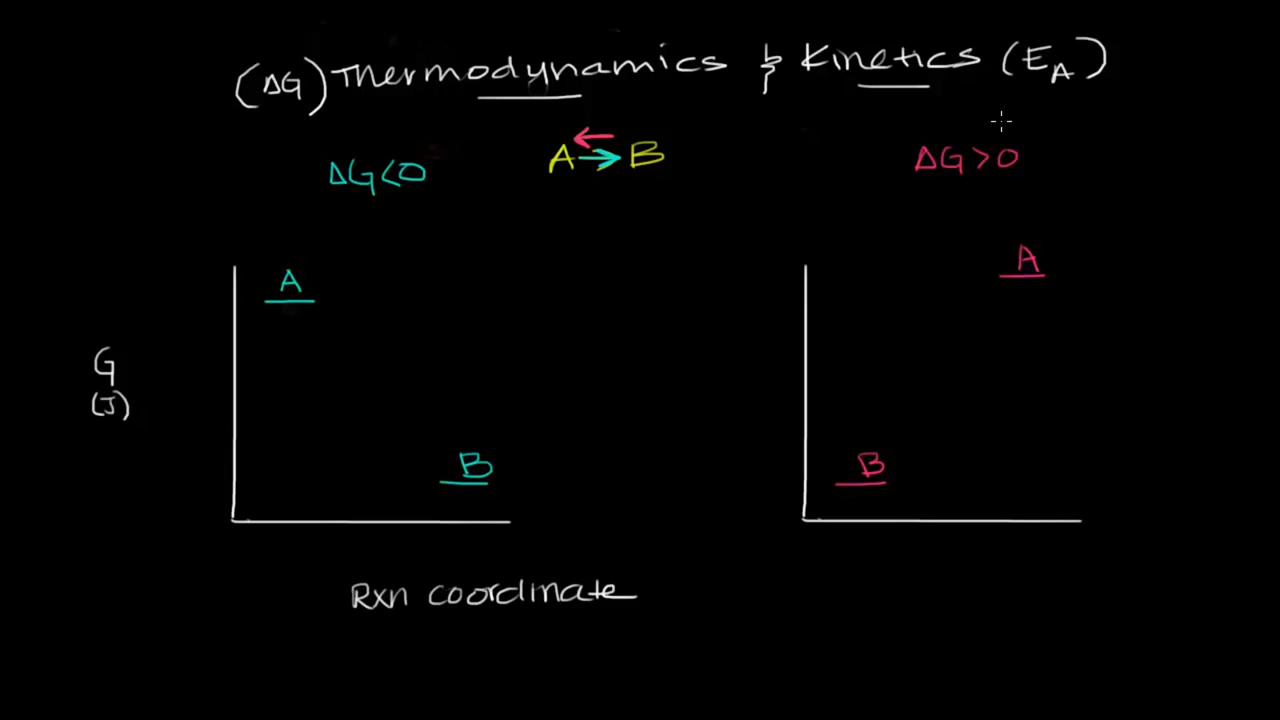 (ΔG) Thermodynamics & Kinetics (EA)
ΔG<0
A B
ΔG>0
A
A
G
(J)
B
B
Rxn coordinate